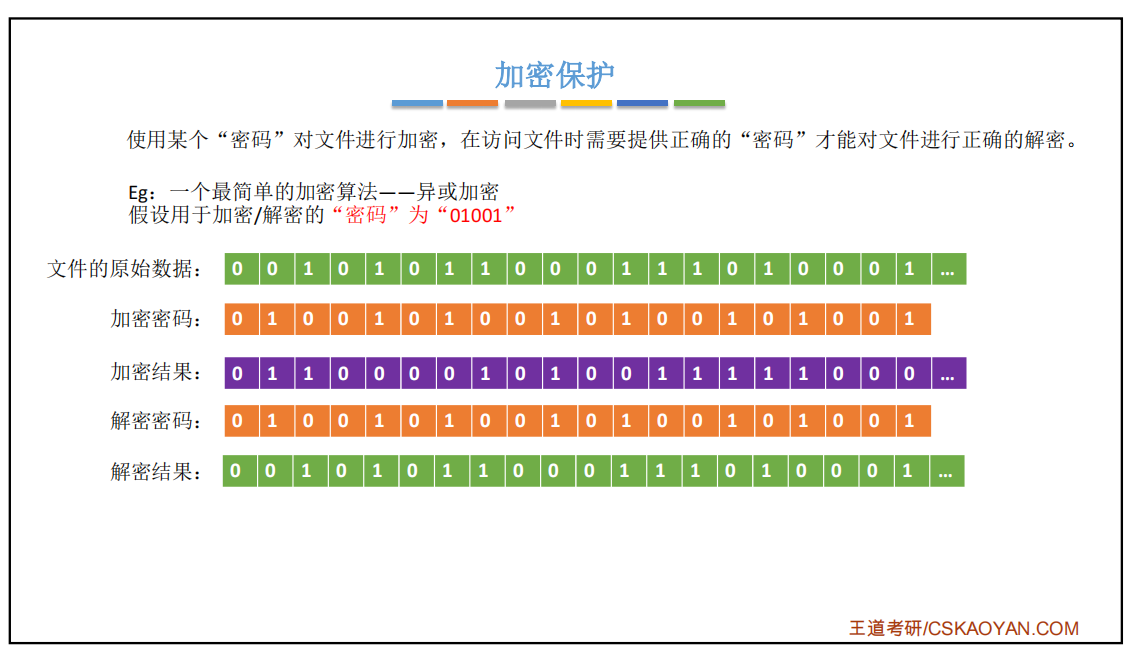 加密保护
使用某个“密码”对文件进行加密，在访问文件时需要提供正确的“密码”才能对文件进行正确的解密。
Eg：一个最简单的加密算法——异或加密
假设用于加密/解密的“密码”为“01001”
文件的原始数据： 0 0 1 0 1 0 1 1 0 0 0 1 1 1 0 1 0 0 0 1 ...
加密密码： 0 1 0 0 1 0 1 0 0 1 0 1 0 0 1 0 1 0 0 1
加密结果： 0 1 1 0 0 0 0 1 0 1 0 0 1 1 1 1 1 0 0 0 ...
解密密码： 0 1 0 0 1 0 1 0 0 1 0 1 0 0 1 0 1 0 0 1
解密结果： 0 0 1 0 1 0 1 1 0 0 0 1 1 1 0 1 0 0 0 1 ...
王道考研/CSKAOYAN.COM